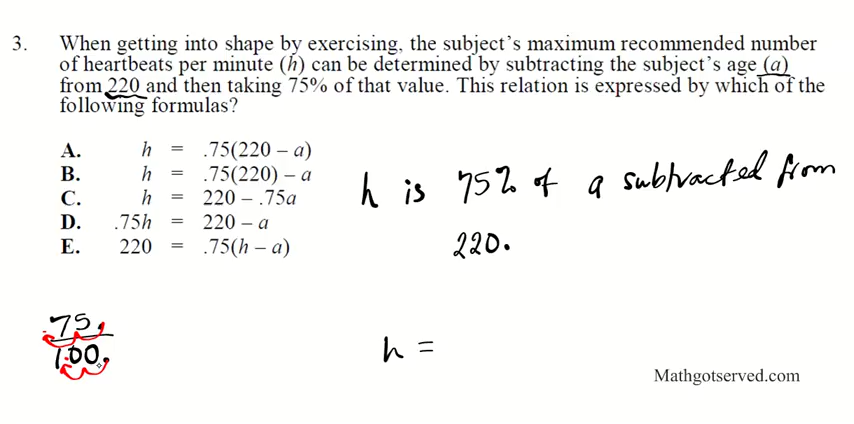 3. When getting into shape by exercising, the subject's maximum recommended number
of heartbeats per minute (h) can be determined by subtracting the subject's age (a)
from 220 and then taking 75% of that value. This relation is expressed by which of the
following formulas?
A. h = .75(220 – a)
B. h = .75(220) – a
C. h = 220 – .75a
D. .75h = 220 – a
E. 220 = .75(h – a)
h is 75% of a subtracted from
220.
75.
100.
h =
Mathgotserved.com